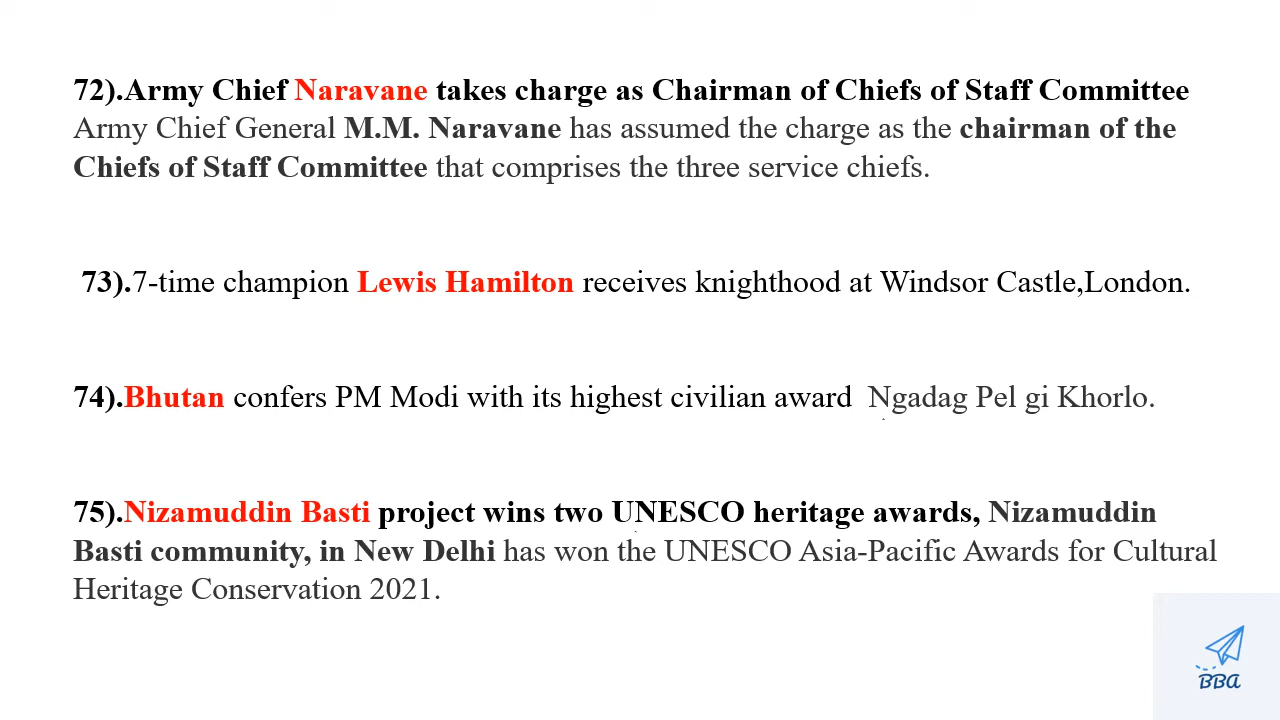 72).Army Chief Naravane takes charge as Chairman of Chiefs of Staff Committee
Army Chief General M.M. Naravane has assumed the charge as the chairman of the
Chiefs of Staff Committee that comprises the three service chiefs.
73).7-time champion Lewis Hamilton receives knighthood at Windsor Castle,London.
74).Bhutan confers PM Modi with its highest civilian award  Ngadag Pel gi Khorlo.
75).Nizamuddin Basti project wins two UNESCO heritage awards, Nizamuddin
Basti community, in New Delhi has won the UNESCO Asia-Pacific Awards for Cultural
Heritage Conservation 2021.
BBA